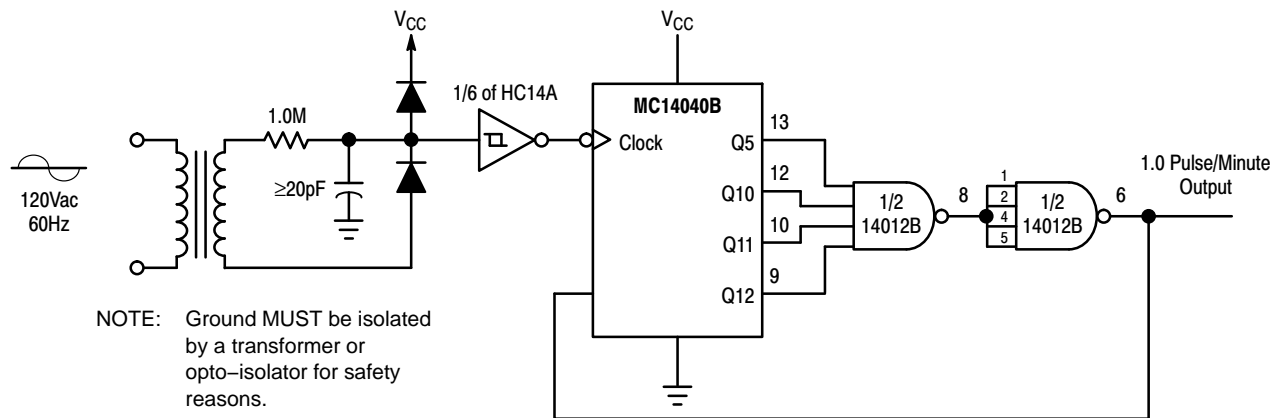 VCC
VCC
1/6 of HC14A
MC14040B
1.0M
13
Clock
Q5
1.0 Pulse/Minute
Output
≥20pF
12
Q10
1/2
14012B
8
1
2
4
5
1/2
14012B
6
120Vac
60Hz
10
Q11
9
Q12
NOTE: Ground MUST be isolated
by a transformer or
opto−isolator for safety
reasons.